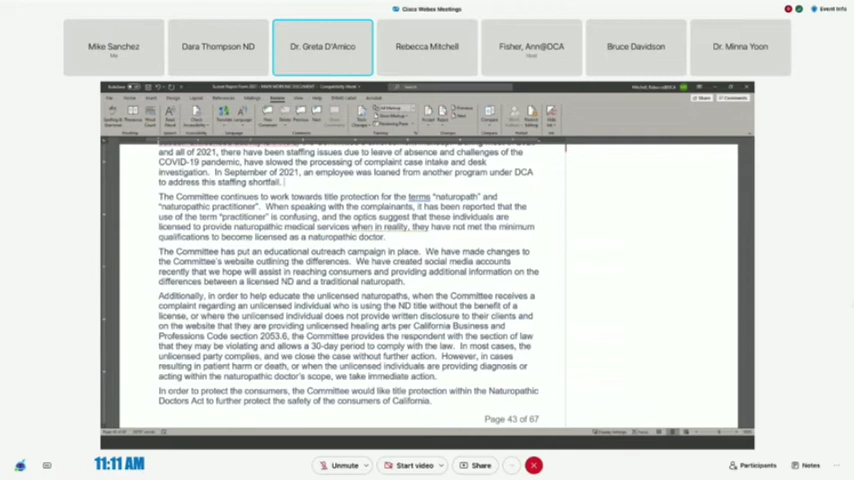 Cisco Webex Meetings
Event Info
Mike Sanchez
Me
Dara Thompson ND
Dr. Greta D'Amico
Rebecca Mitchell
Fisher, Ann@DCA
Host
Bruce Davidson
Dr. Minna Yoon
Search
Share
Comments
and all of 2021, there have been staffing issues due to leave of absence and challenges of the
COVID-19 pandemic, have slowed the processing of complaint case intake and desk
investigation. In September of 2021, an employee was loaned from another program under DCA
to address this staffing shortfall.
The Committee continues to work towards title protection for the terms "naturopath" and
"naturopathic practitioner". When speaking with the complainants, it has been reported that the
use of the term "practitioner" is confusing, and the optics suggest that these individuals are
licensed to provide naturopathic medical services when in reality, they have not met the minimum
qualifications to become licensed as a naturopathic doctor.
The Committee has put an educational outreach campaign in place. We have made changes to
the Committee's website outlining the differences. We have created social media accounts
recently that we hope will assist in reaching consumers and providing additional information on the
differences between a licensed ND and a traditional naturopath.
Additionally, in order to help educate the unlicensed naturopaths, when the Committee receives a
complaint regarding an unlicensed individual who is using the ND title without the benefit of a
license, or where the unlicensed individual does not provide written disclosure to their clients and
on the website that they are providing unlicensed healing arts per California Business and
Professions Code section 2053.6, the Committee provides the respondent with the section of law
that they may be violating and allows a 30-day period to comply with the law. In most cases, the
unlicensed party complies, and we close the case without further action. However, in cases
resulting in patient harm or death, or when the unlicensed individuals are providing diagnosis or
acting within the naturopathic doctor's scope, we take immediate action.
In order to protect the consumers, the Committee would like title protection within the Naturopathic
Doctors Act to further protect the safety of the consumers of California.
Page 43 of 67
11:11 AM
Unmute
Start video
Share
Participants
Notes